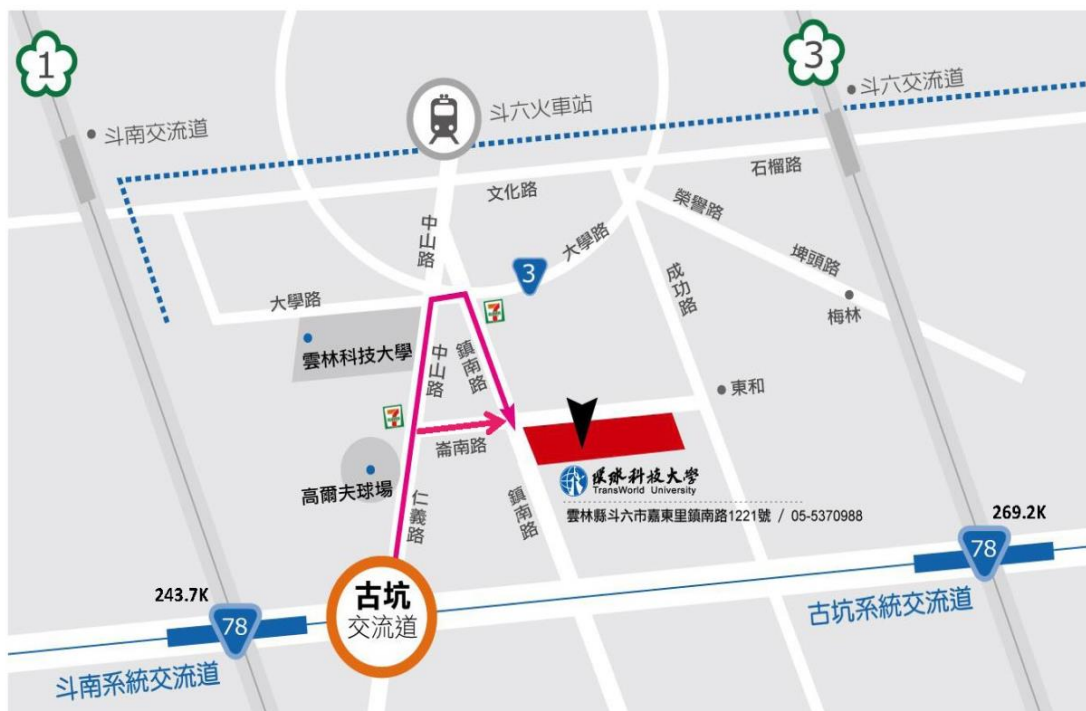 1
3
斗六交流道
斗六火車站
斗南交流道
石榴路
文化路
榮譽路
中山路
大學路
埤頭路
3
成功路
大學路
梅林
7
雲林科技大學
中山路
鎮南路
東和
7
崙南路
環球科技大學
TransWorld University
高爾夫球場
仁義路
鎮南路
雲林縣斗六市嘉東里鎮南路1221號 / 05-5370988
269.2K
78
古坑
交流道
243.7K
78
古坑系統交流道
斗南系統交流道